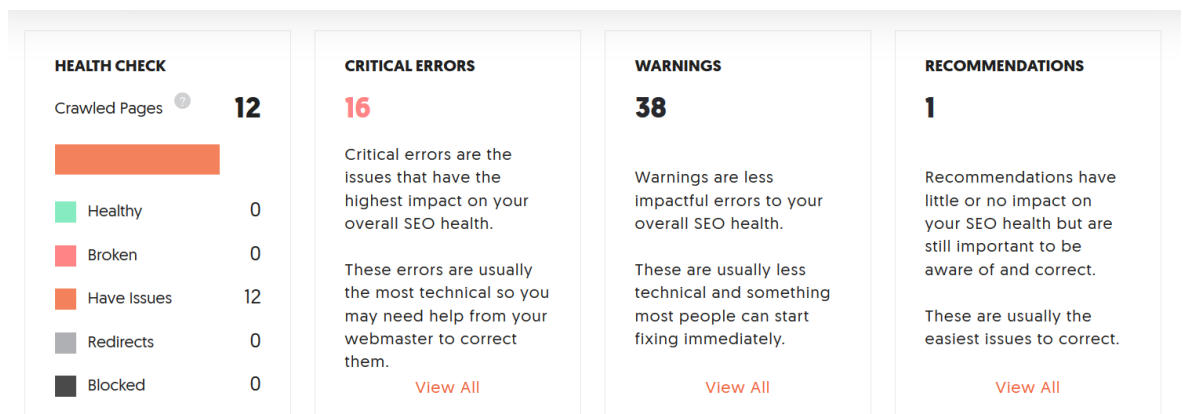 HEALTH CHECK
Crawled Pages ? 12
Healthy 0
Broken 0
Have Issues 12
Redirects 0
Blocked 0
CRITICAL ERRORS
16
Critical errors are the
issues that have the
highest impact on your
overall SEO health.
These errors are usually
the most technical so you
may need help from your
webmaster to correct
them.
View All
WARNINGS
38
Warnings are less
impactful errors to your
overall SEO health.
These are usually less
technical and something
most people can start
fixing immediately.
View All
RECOMMENDATIONS
1
Recommendations have
little or no impact on
your SEO health but are
still important to be
aware of and correct.
These are usually the
easiest issues to correct.
View All